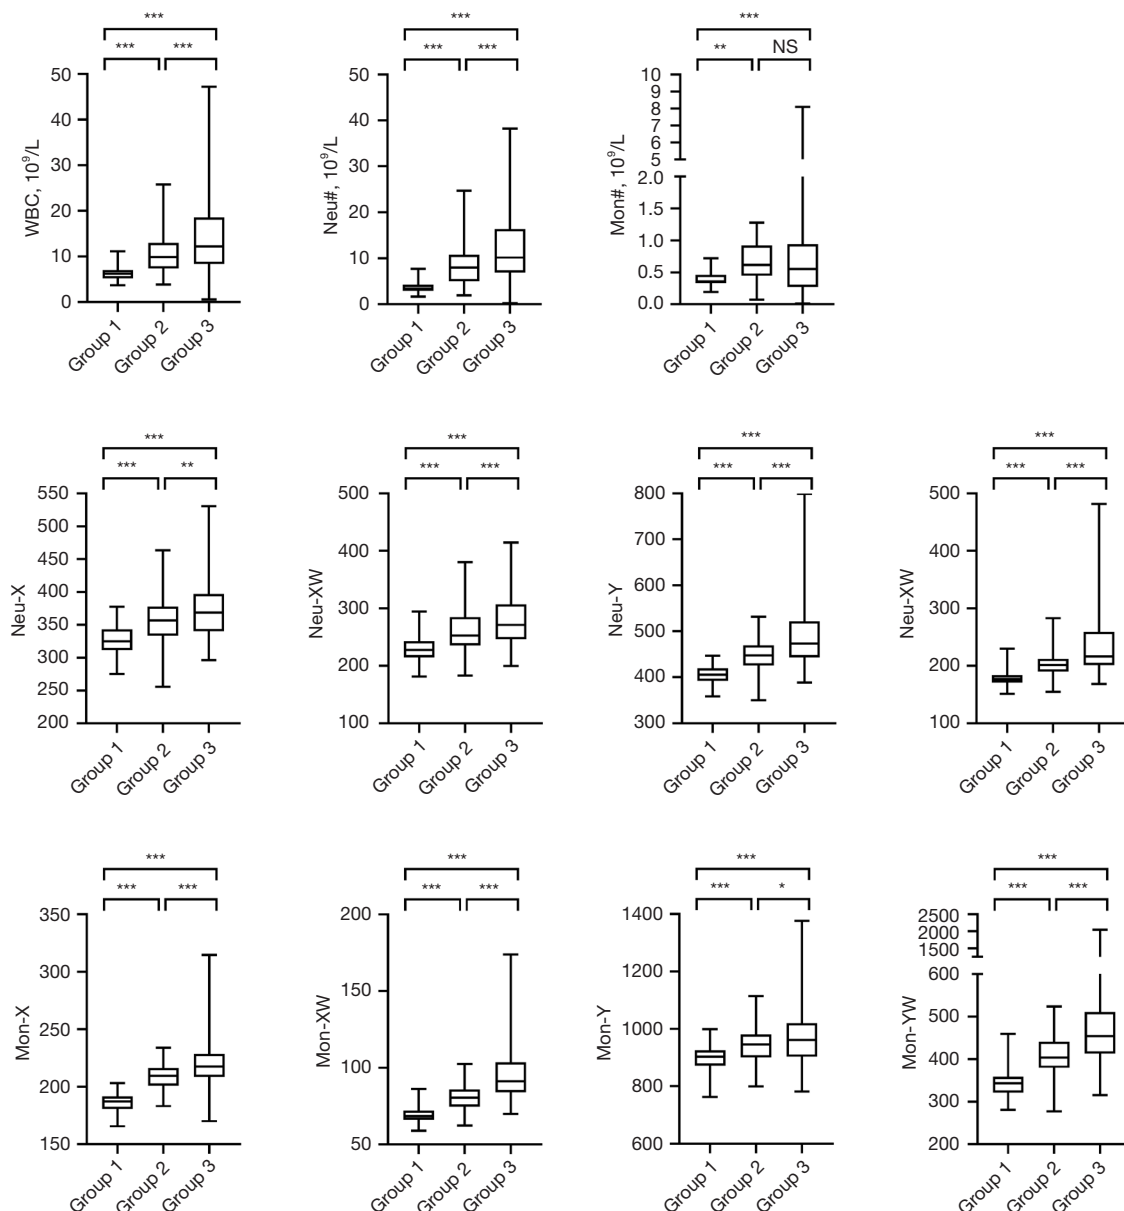 ***
***
***
WBC, 10⁹/L
50
40
30
20
10
0
Group 1
Group 2
Group 3
***
***
***
Neu#, 10⁹/L
50
40
30
20
10
0
Group 1
Group 2
Group 3
***
**
NS
Mon#, 10⁹/L
10
9
8
7
6
5
2.0
1.5
1.0
0.5
0.0
Group 1
Group 2
Group 3
***
***
**
Neu-X
550
500
450
400
350
300
250
200
Group 1
Group 2
Group 3
***
***
***
Neu-XW
500
400
300
200
100
Group 1
Group 2
Group 3
***
***
***
Neu-Y
800
700
600
500
400
300
Group 1
Group 2
Group 3
***
***
***
Neu-XW
500
400
300
200
100
Group 1
Group 2
Group 3
***
***
***
Mon-X
350
300
250
200
150
Group 1
Group 2
Group 3
***
***
***
Mon-XW
200
150
100
50
Group 1
Group 2
Group 3
***
***
*
Mon-Y
1400
1200
1000
800
600
Group 1
Group 2
Group 3
***
***
***
Mon-YW
2500
2000
1500
600
500
400
300
200
Group 1
Group 2
Group 3